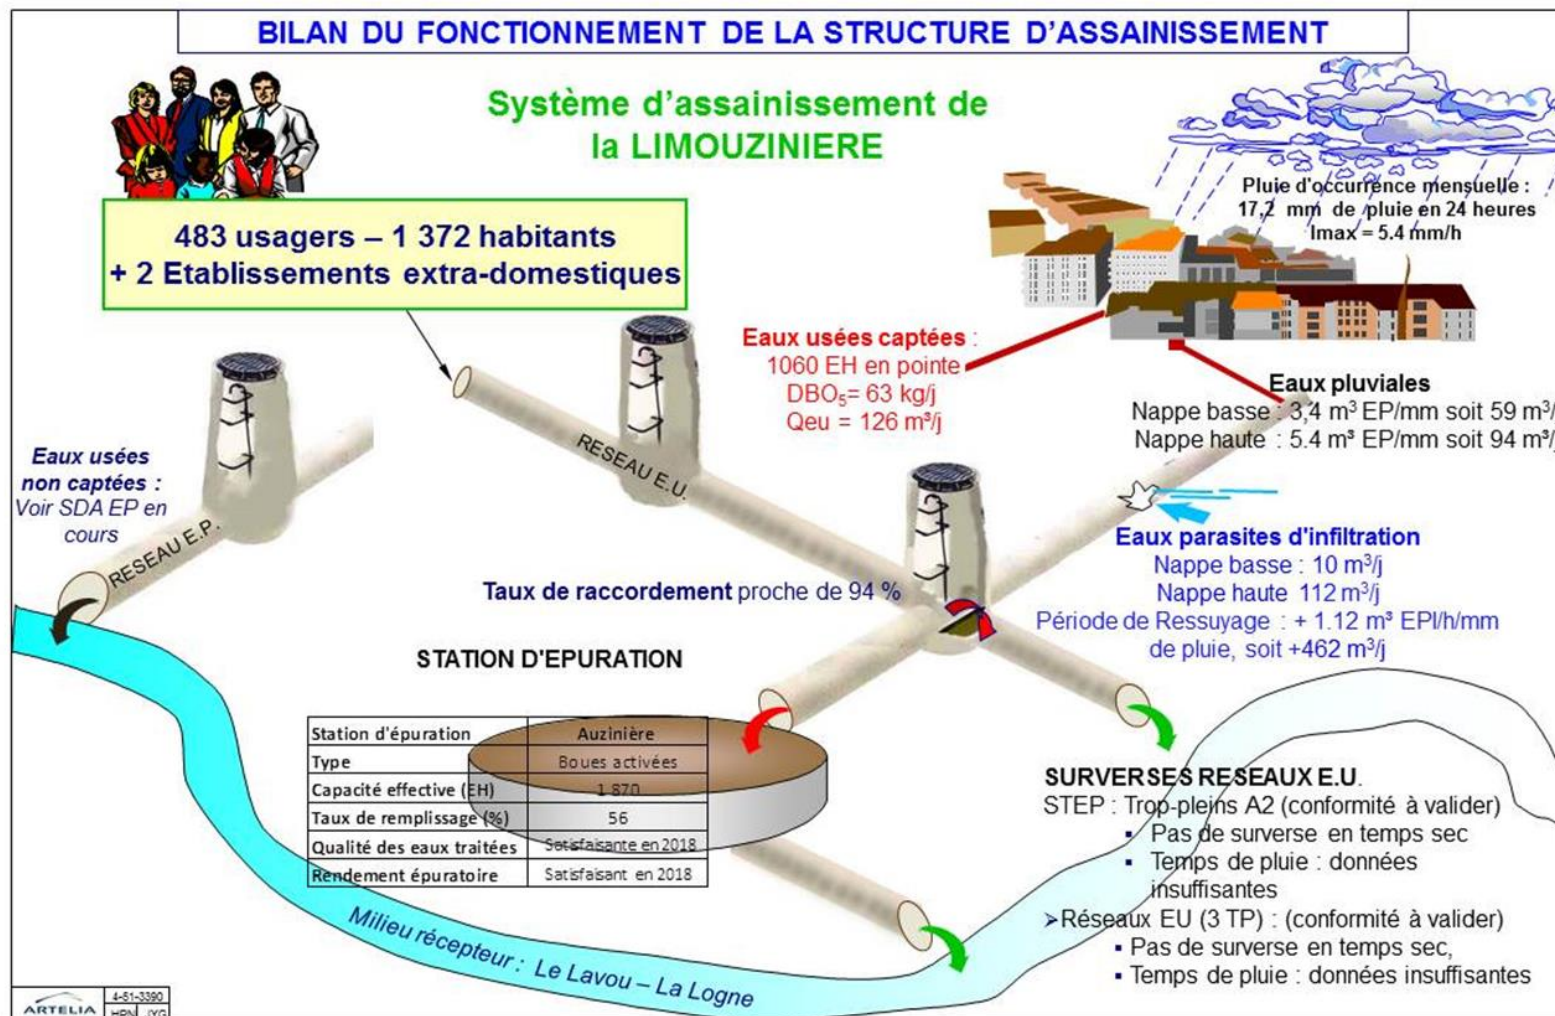 BILAN DU FONCTIONNEMENT DE LA STRUCTURE D'ASSAINISSEMENT
Système d'assainissement de
la LIMOUZINIERE
483 usagers – 1 372 habitants
+ 2 Etablissements extra-domestiques
Pluie d'occurrence mensuelle :
17,2 mm de pluie en 24 heures
Imax = 5.4 mm/h
Eaux usées captées :
1060 EH en pointe
DBO₅= 63 kg/j
Qeu = 126 m³/j
Eaux pluviales
Nappe basse : 3,4 m³ EP/mm soit 59 m³/
Nappe haute : 5.4 m³ EP/mm soit 94 m³/j
Eaux usées
non captées :
Voir SDA EP en
cours
RESEAU E.P.
RESEAU E.U.
Eaux parasites d'infiltration
Nappe basse : 10 m³/j
Nappe haute 112 m³/j
Période de Ressuyage : + 1.12 m³ EPI/h/mm
de pluie, soit +462 m³/j
Taux de raccordement proche de 94 %
STATION D'EPURATION
Station d'épuration Auzinière
Type Boues activées
Capacité effective (EH) 1 870
Taux de remplissage (%) 56
Qualité des eaux traitées Satisfaisante en 2018
Rendement épuratoire Satisfaisant en 2018
SURVERSES RESEAUX E.U.
STEP : Trop-pleins A2 (conformité à valider)
▪ Pas de surverse en temps sec
▪ Temps de pluie : données
insuffisantes
➢Réseaux EU (3 TP) : (conformité à valider)
▪ Pas de surverse en temps sec,
▪ Temps de pluie : données insuffisantes
Milieu récepteur : Le Lavou – La Logne
ARTELIA
4-51-3390
HPN JYG